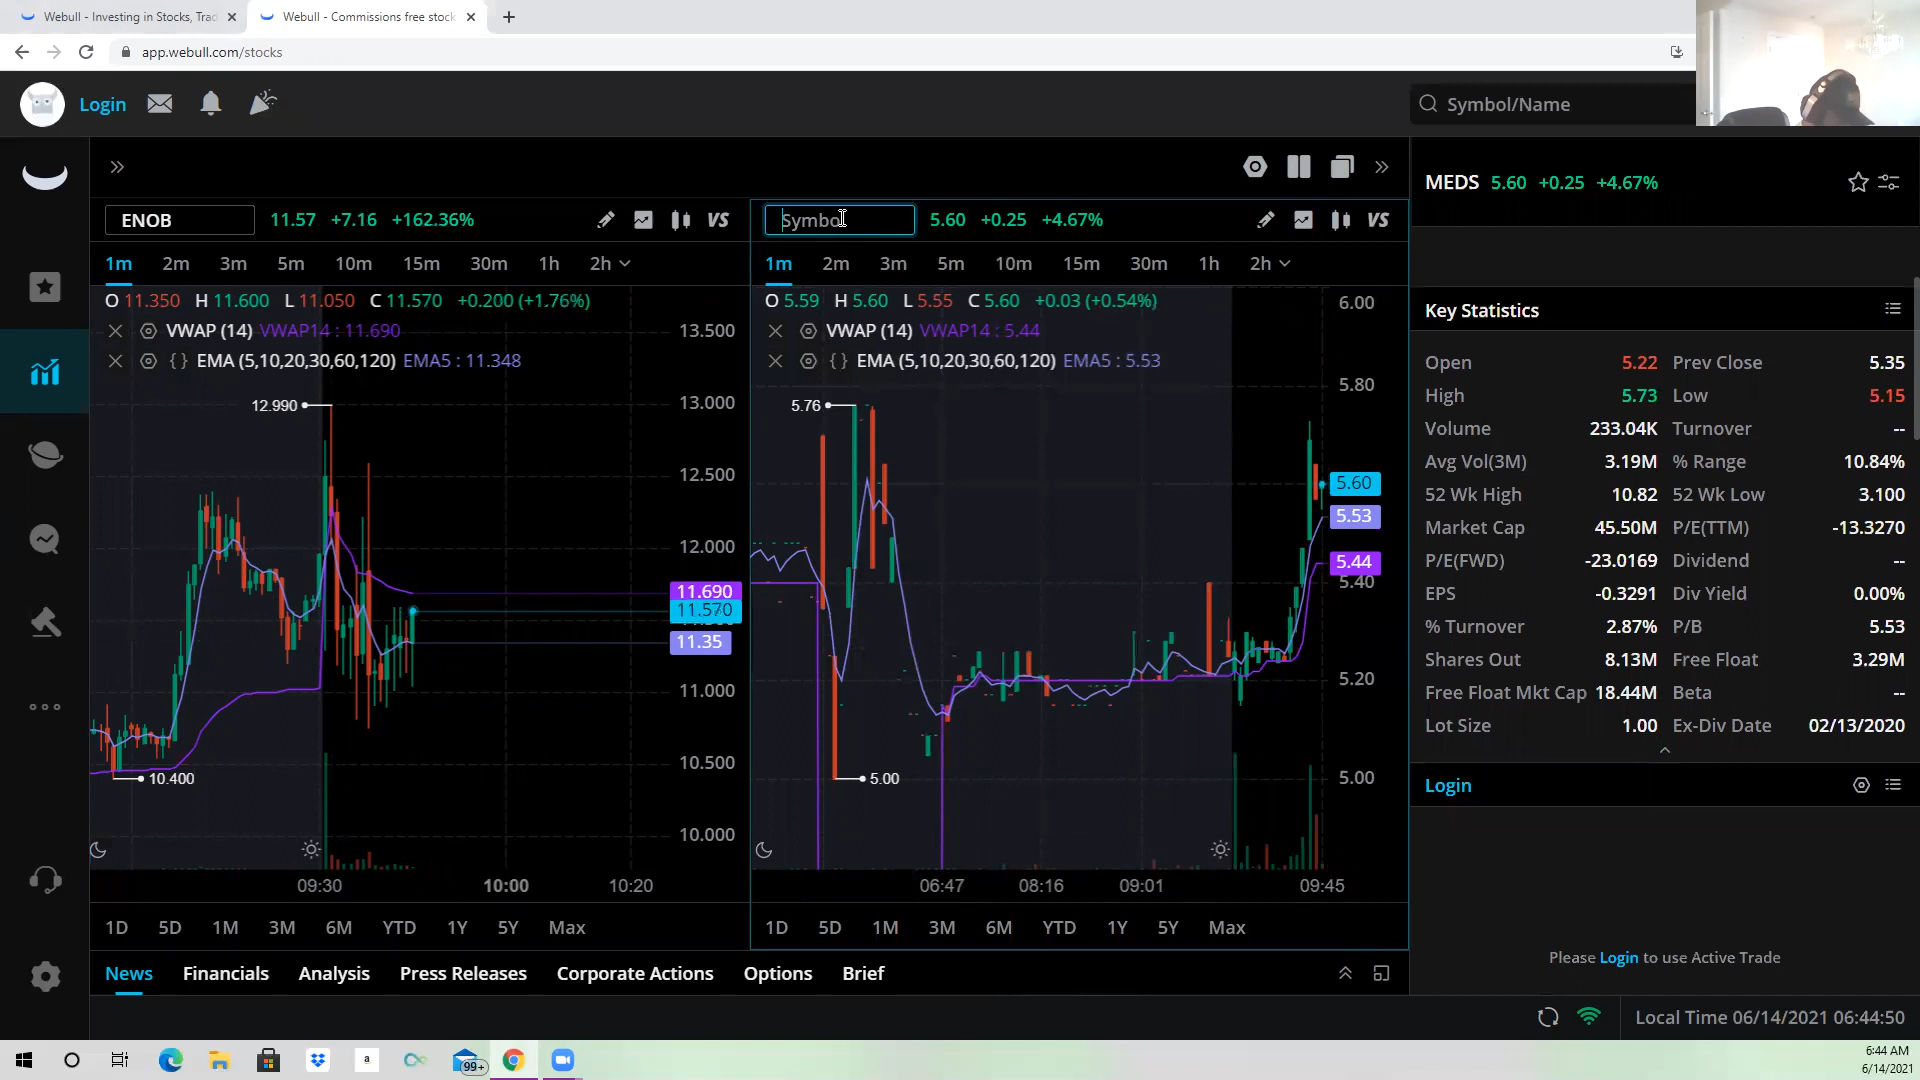 Webull - Investing in Stocks, Trad
Webull - Commissions free stock
app.webull.com/stocks
Login
Symbol/Name
ENOB 11.57 +7.16 +162.36% VS
Symbol 5.60 +0.25 +4.67% VS
MEDS 5.60 +0.25 +4.67%
1m 2m 3m 5m 10m 15m 30m 1h 2h
1m 2m 3m 5m 10m 15m 30m 1h 2h
O 11.350 H 11.600 L 11.050 C 11.570 +0.200 (+1.76%)
VWAP (14) VWAP14 : 11.690
EMA (5,10,20,30,60,120) EMA5 : 11.348
12.990
10.400
13.500
13.000
12.500
12.000
11.690
11.570
11.35
11.000
10.500
10.000
09:30 10:00 10:20
O 5.59 H 5.60 L 5.55 C 5.60 +0.03 (+0.54%)
VWAP (14) VWAP14 : 5.44
EMA (5,10,20,30,60,120) EMA5 : 5.53
5.76
5.00
6.00
5.80
5.60
5.53
5.44
5.40
5.20
5.00
06:47 08:16 09:01 09:45
1D 5D 1M 3M 6M YTD 1Y 5Y Max
1D 5D 1M 3M 6M YTD 1Y 5Y Max
News Financials Analysis Press Releases Corporate Actions Options Brief
Key Statistics
Open 5.22 Prev Close 5.35
High 5.73 Low 5.15
Volume 233.04K Turnover --
Avg Vol(3M) 3.19M % Range 10.84%
52 Wk High 10.82 52 Wk Low 3.100
Market Cap 45.50M P/E(TTM) -13.3270
P/E(FWD) -23.0169 Dividend --
EPS -0.3291 Div Yield 0.00%
% Turnover 2.87% P/B 5.53
Shares Out 8.13M Free Float 3.29M
Free Float Mkt Cap 18.44M Beta --
Lot Size 1.00 Ex-Div Date 02/13/2020
Login
Please Login to use Active Trade
Local Time 06/14/2021 06:44:50
a
99+
6:44 AM
6/14/2021